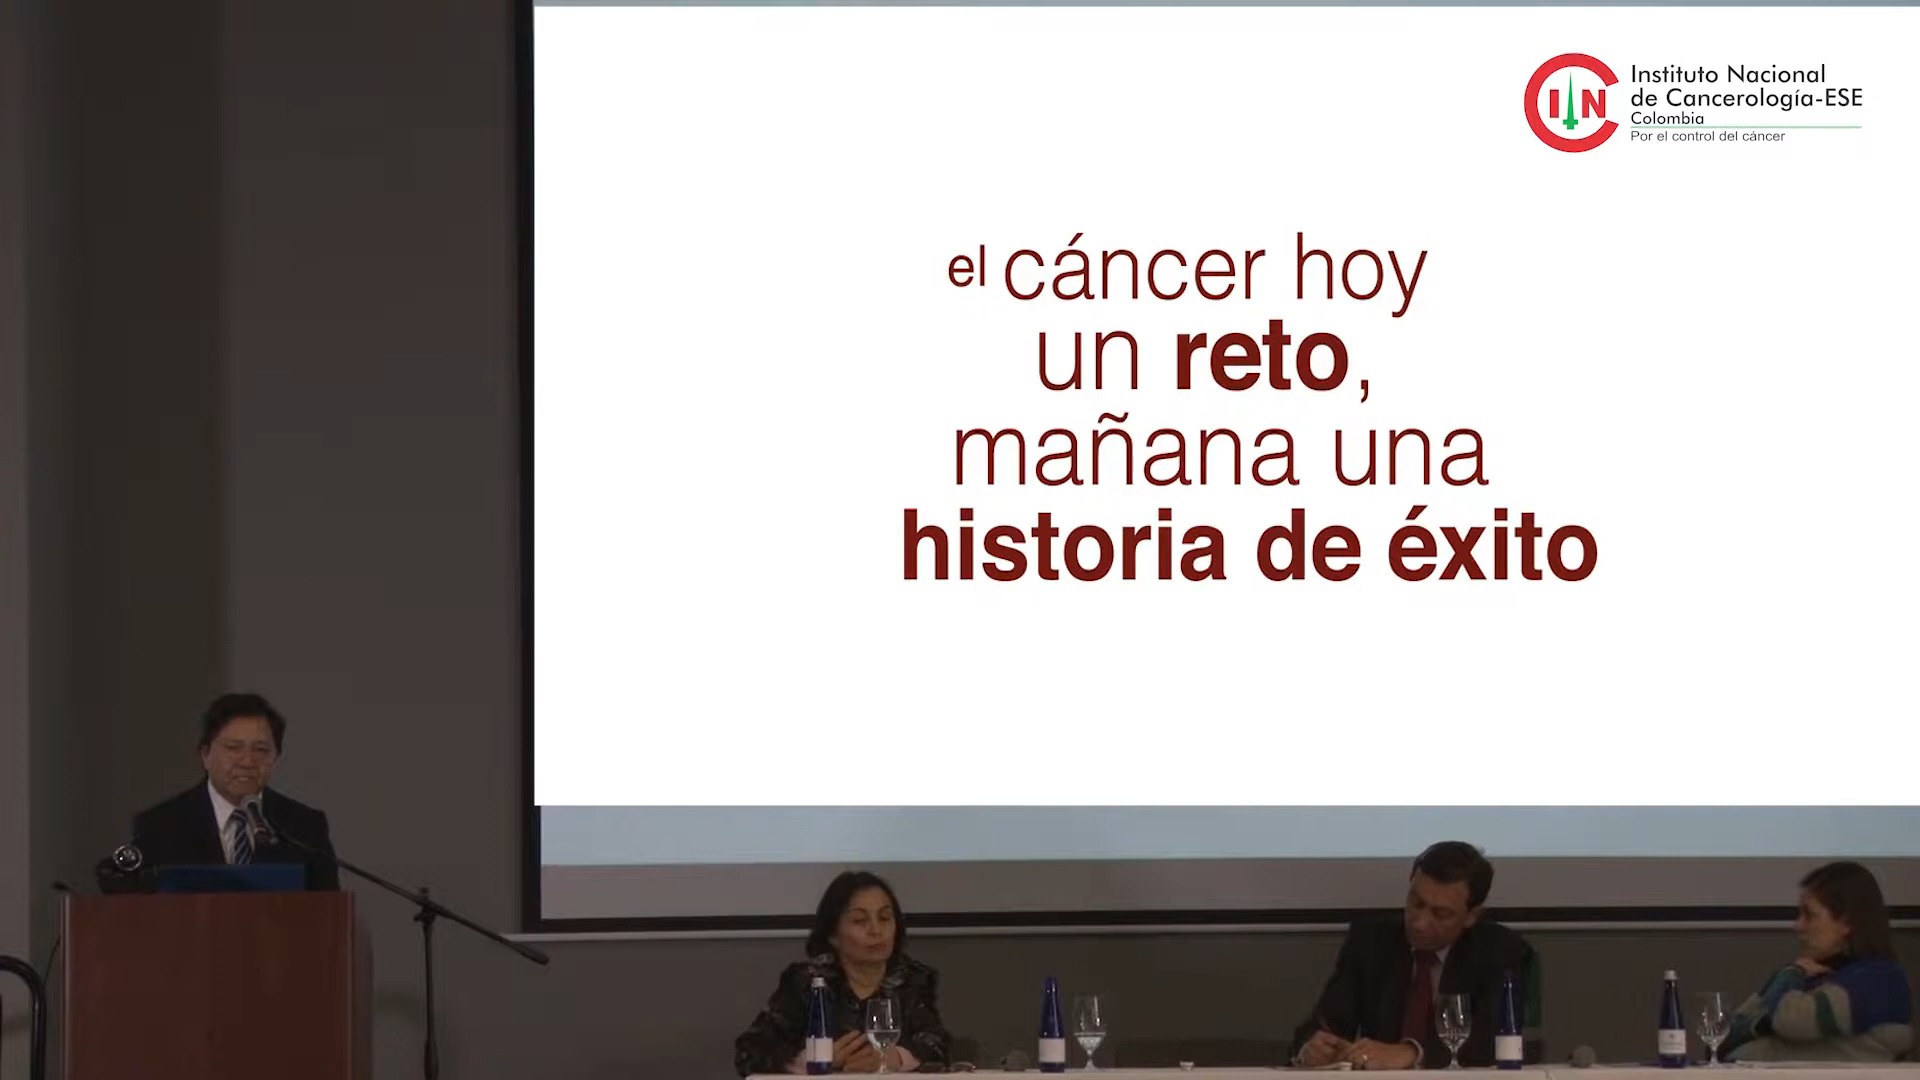 CIN
Instituto Nacional
de Cancerología-ESE
Colombia
Por el control del cáncer
el cáncer hoy
un reto,
mañana una
historia de éxito